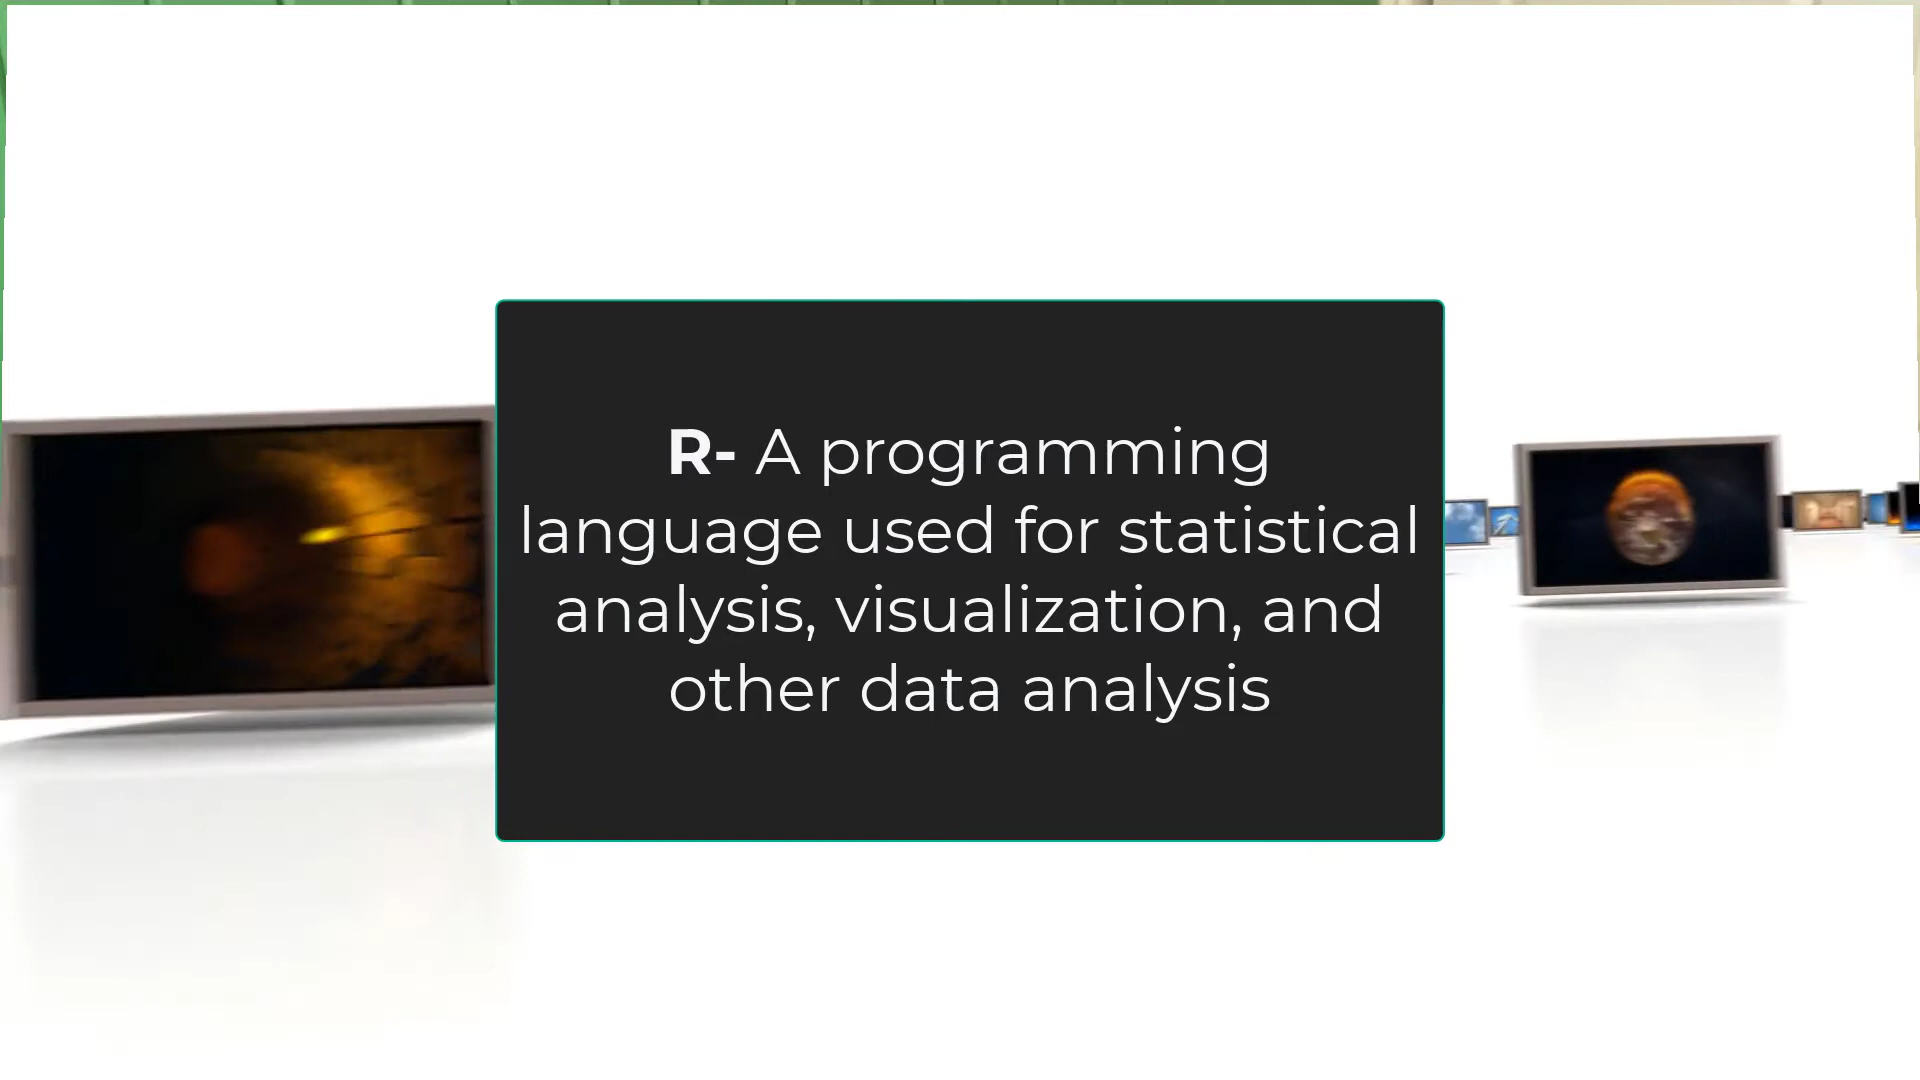 R- A programming
language used for statistical
analysis, visualization, and
other data analysis